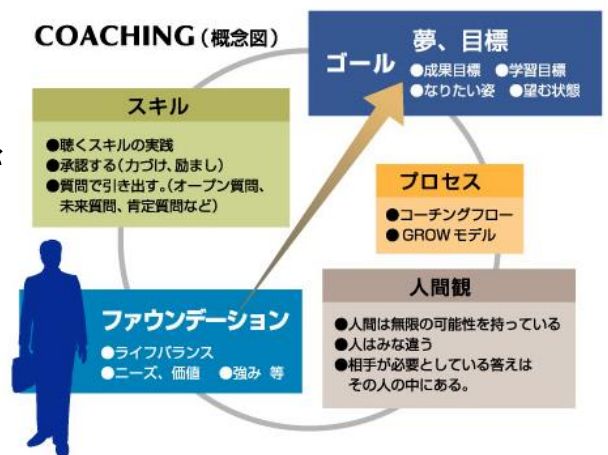 COACHING(概念図)
ゴール
夢、目標
●成果目標 ●学習目標
●なりたい姿 ●望む状態
スキル
●聴くスキルの実践
●承認する(力づけ、励まし)
●質問で引き出す。(オープン質問、
未来質問、肯定質問など)
プロセス
●コーチングフロー
●GROWモデル
ファウンデーション
●ライフバランス
●ニーズ、価値 ●強み 等
人間観
●人間は無限の可能性を持っている
●人はみな違う
●相手が必要としている答えは
その人の中にある。